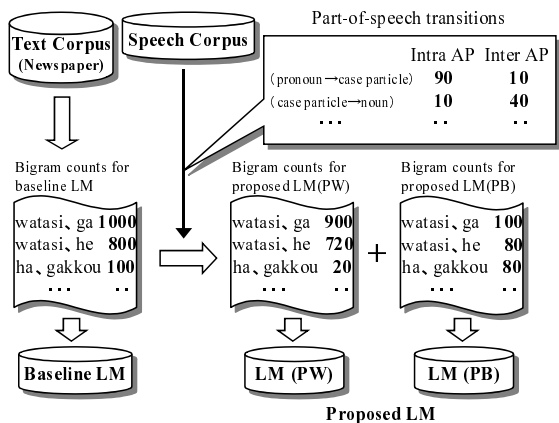 Text Corpus
(Newspaper)
Speech Corpus
Part-of-speech transitions
Intra AP Inter AP
(pronoun→case particle) 90 10
(case particle→noun) 10 40
... .. ..
Bigram counts for
baseline LM
watasi、ga 1000
watasi、he 800
ha、gakkou 100
... ..
Bigram counts for
proposed LM(PW)
watasi、ga 900
watasi、he 720
ha、gakkou 20
... ..
+
Bigram counts for
proposed LM(PB)
watasi、ga 100
watasi、he 80
ha、gakkou 80
... ..
Baseline LM
LM (PW)
LM (PB)
Proposed LM